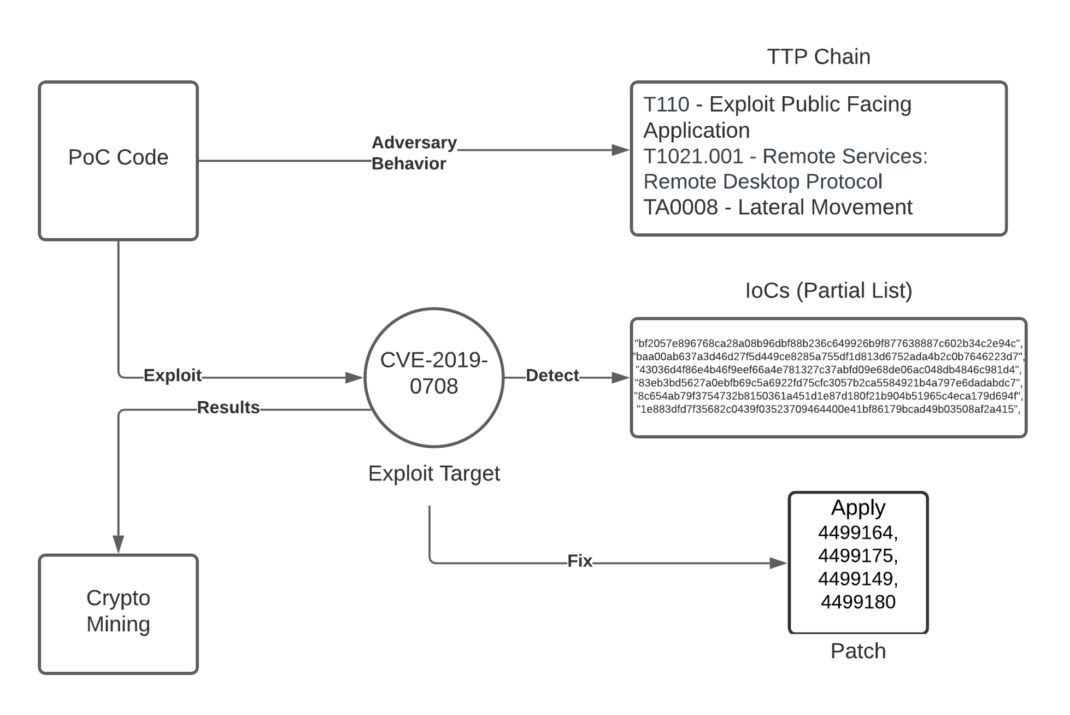 TTP Chain
PoC Code
Adversary
Behavior
T110 - Exploit Public Facing
Application
T1021.001 - Remote Services:
Remote Desktop Protocol
TA0008 - Lateral Movement
IoCs (Partial List)
Exploit
CVE-2019-
0708
Detect
"bf2057e896768ca28a08b96dbf88b236c649926b9f877638887c602b34c2e94c",
"baa00ab637a3d46d27f5d449ce8285a755df1d813d6752ada4b2c0b7646223d7",
"43036d4f86e4b46f9eef66a4e781327c37abfd09e68de06ac048db4846c981d4",
"83eb3bd5627a0ebfb69c5a6922fd75cfc3057b2ca5584921b4a797e6dadabdc7",
"8c654ab79f3754732b8150361a451d1e87d180f21b904b51965c4eca179d694f",
"1e883dfd7f35682c0439f03523709464400e41bf86179bcad49b03508af2a415",
Results
Exploit Target
Fix
Apply
4499164,
4499175,
4499149,
4499180
Patch
Crypto
Mining